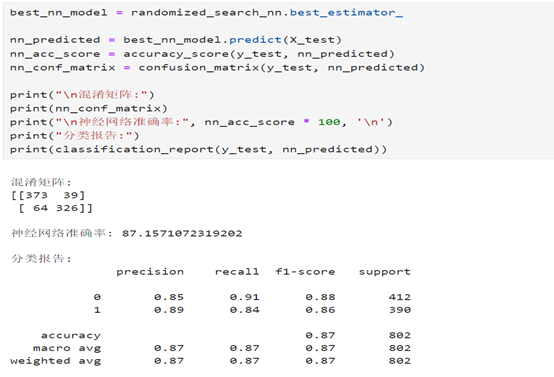 best_nn_model = randomized_search_nn.best_estimator_
nn_predicted = best_nn_model.predict(X_test)
nn_acc_score = accuracy_score(y_test, nn_predicted)
nn_conf_matrix = confusion_matrix(y_test, nn_predicted)
print("\n混淆矩阵:")
print(nn_conf_matrix)
print("\n神经网络准确率:", nn_acc_score * 100, '\n')
print("分类报告:")
print(classification_report(y_test, nn_predicted))
混淆矩阵:
[[373  39]
 [ 64 326]]
神经网络准确率: 87.1571072319202
分类报告:
              precision    recall  f1-score   support
           0       0.85      0.91      0.88       412
           1       0.89      0.84      0.86       390
    accuracy                           0.87       802
   macro avg       0.87      0.87      0.87       802
weighted avg       0.87      0.87      0.87       802